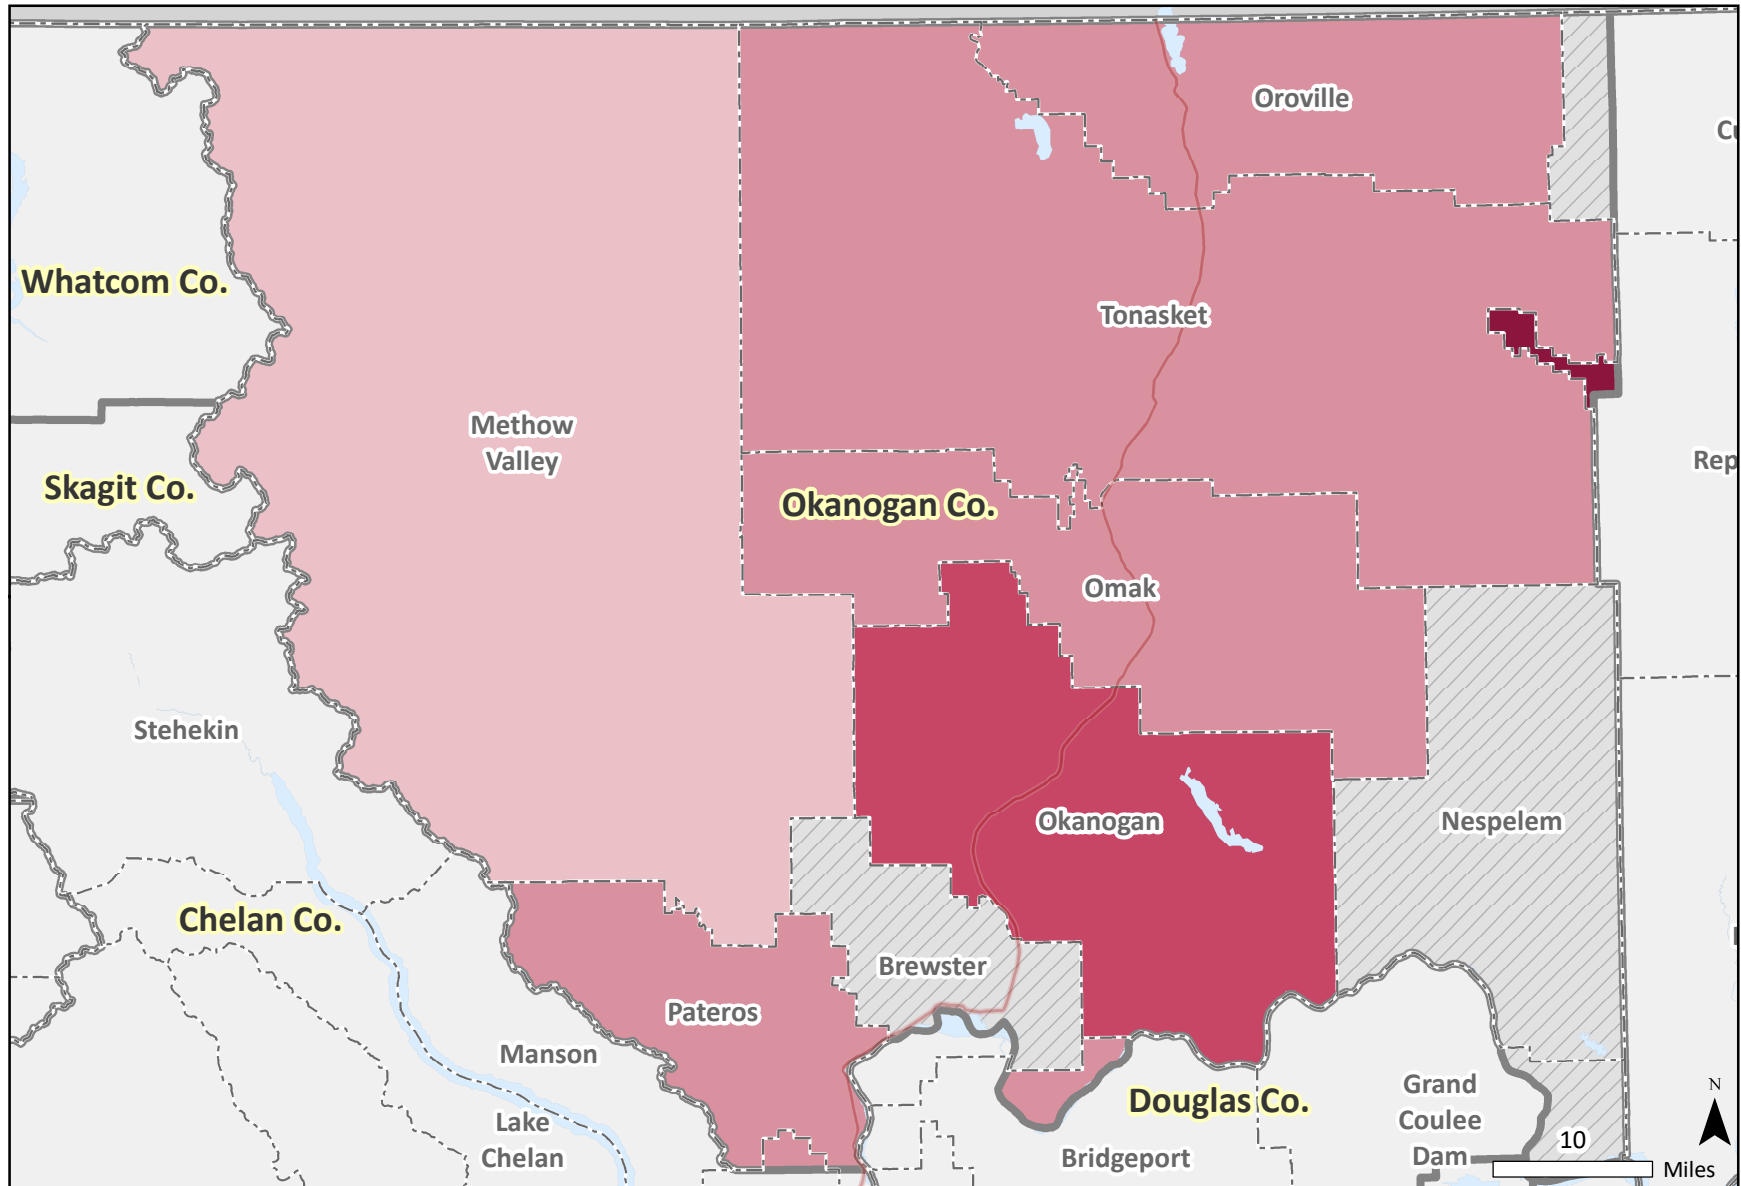 Oroville
Whatcom Co.
Tonasket
Methow
Valley
Skagit Co.
Okanogan Co.
Omak
Stehekin
Okanogan
Nespelem
Chelan Co.
Brewster
Pateros
Manson
Douglas Co.
Grand
Coulee
Dam
Lake
Chelan
Bridgeport
N
10
Miles